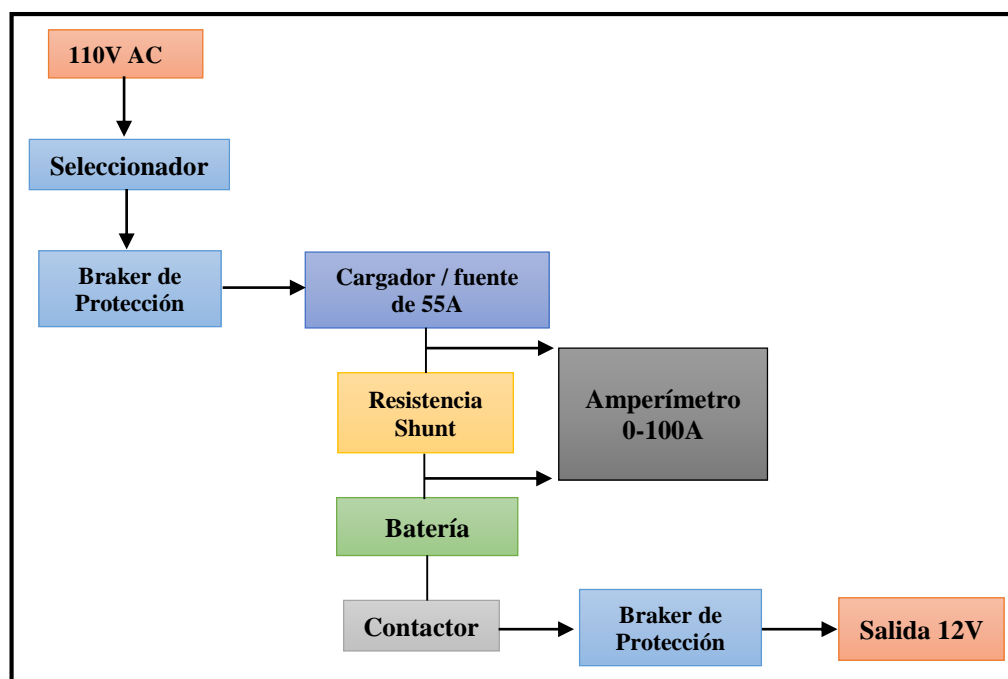 110V AC
Seleccionador
Braker de
Protección
Cargador / fuente
de 55A
Resistencia
Shunt
Amperímetro
0-100A
Batería
Contactor
Braker de
Protección
Salida 12V